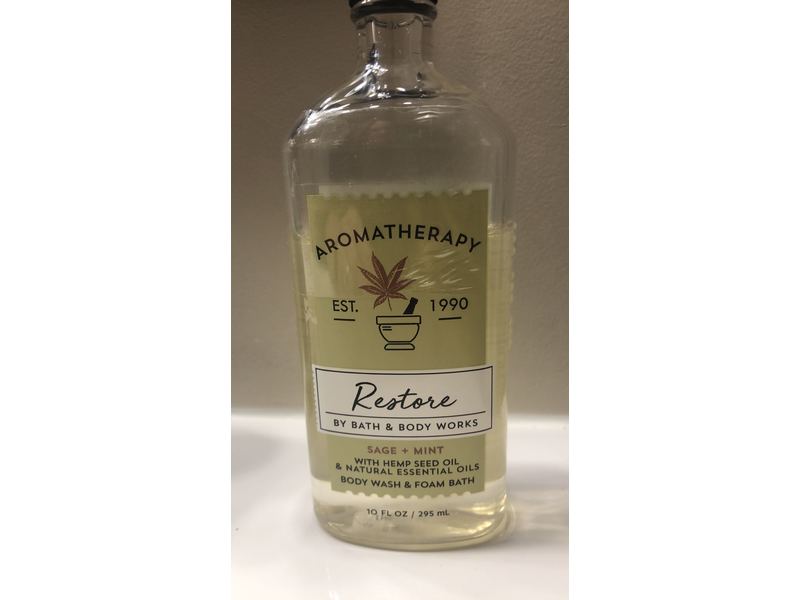 AROMATHERAPY
EST. 1990
Restore
BY BATH & BODY WORKS
SAGE + MINT
WITH HEMP SEED OIL
& NATURAL ESSENTIAL OILS
BODY WASH & FOAM BATH
10 FL OZ / 295 mL